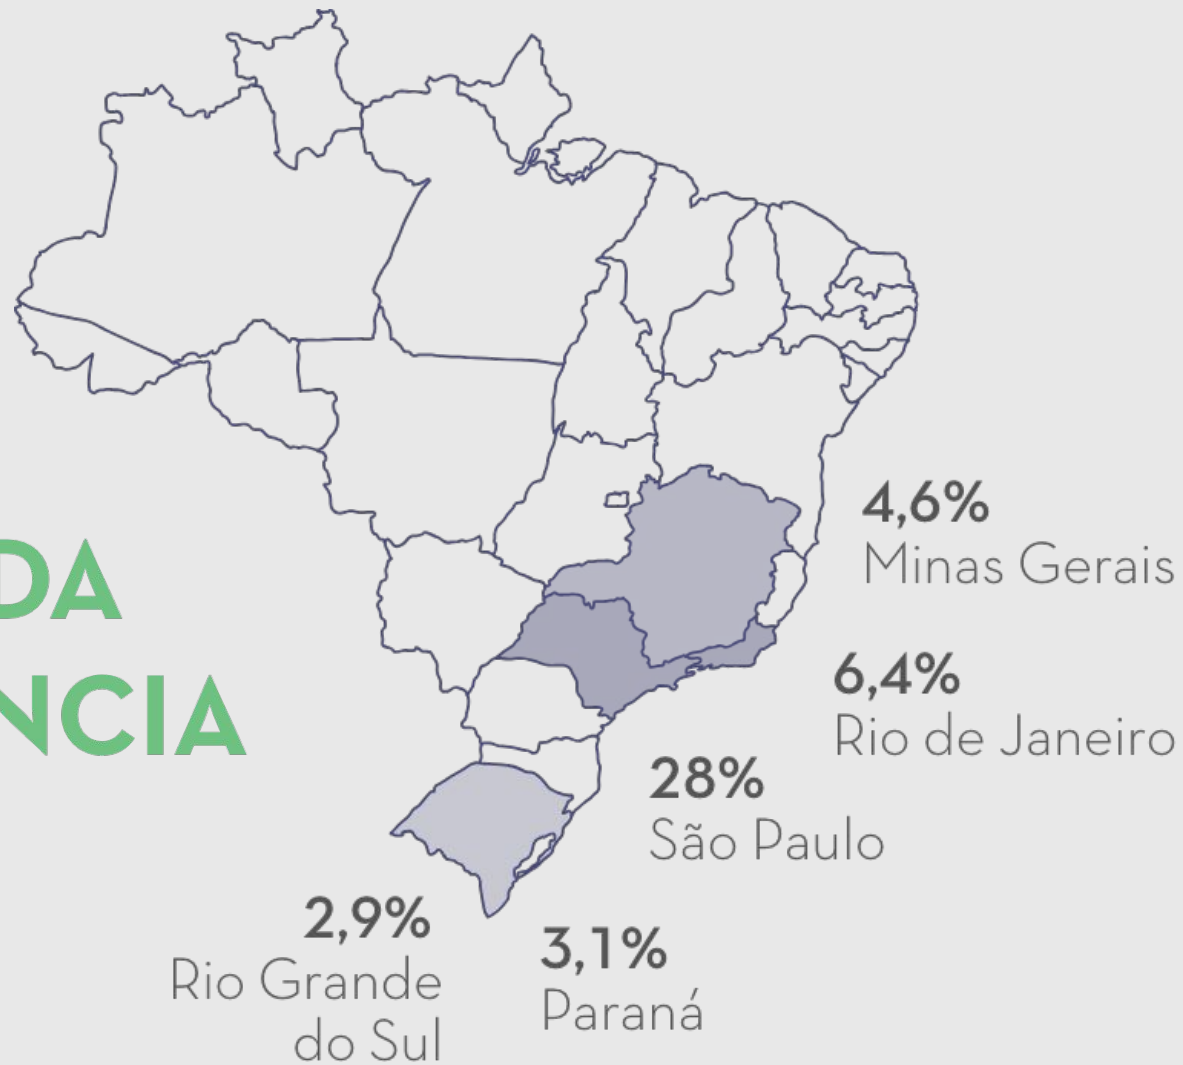 DA
NCIA
4,6%
Minas Gerais
6,4%
Rio de Janeiro
28%
São Paulo
2,9%
Rio Grande
do Sul
3,1%
Paraná